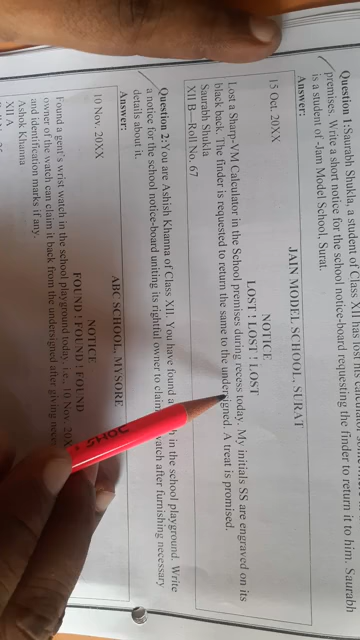 Question 1:Saurabh Shukla, a student of Class XII has lost
premises. Write a short notice for the school notice-board requesting the finder to return it to him. Saurabh
is a student of -Jam Model School, Surat.
Answer:
JAIN MODEL SCHOOL, SURAT
NOTICE
15 Oct. 20XX
LOST ! LOST ! LOST
Lost a Sharp-VM Calculator in the School premises during recess today. My initials SS are engraved on its
black back. The finder is requested to return the same to the undersigned. A treat is promised.
Saurabh Shukla
XII B—Roll No. 67
Question 2:You are Ashish Khanna of Class XII. You have found a in the school playground. Write
a notice for the school notice-board uniting its rightful owner to claim watch after furnishing necessary
details about it.
Answer:
ABC SCHOOL, MYSORE
NOTICE
10 Nov. 20XX
FOUND : FOUND : FOUND
Found a gent's wrist watch in the school playground today, i.e., 10 Nov. 20XX
owner of the watch can claim it back from the undersigned after giving
and identification marks if any.
Ashok Khanna
XII A